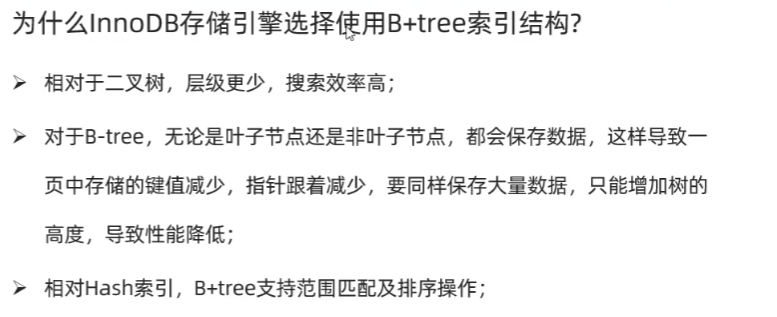 为什么InnoDB存储引擎选择使用B+tree索引结构?
➢ 相对于二叉树，层级更少，搜索效率高；
➢ 对于B-tree，无论是叶子节点还是非叶子节点，都会保存数据，这样导致一
页中存储的键值减少，指针跟着减少，要同样保存大量数据，只能增加树的
高度，导致性能降低；
➢ 相对Hash索引，B+tree支持范围匹配及排序操作；